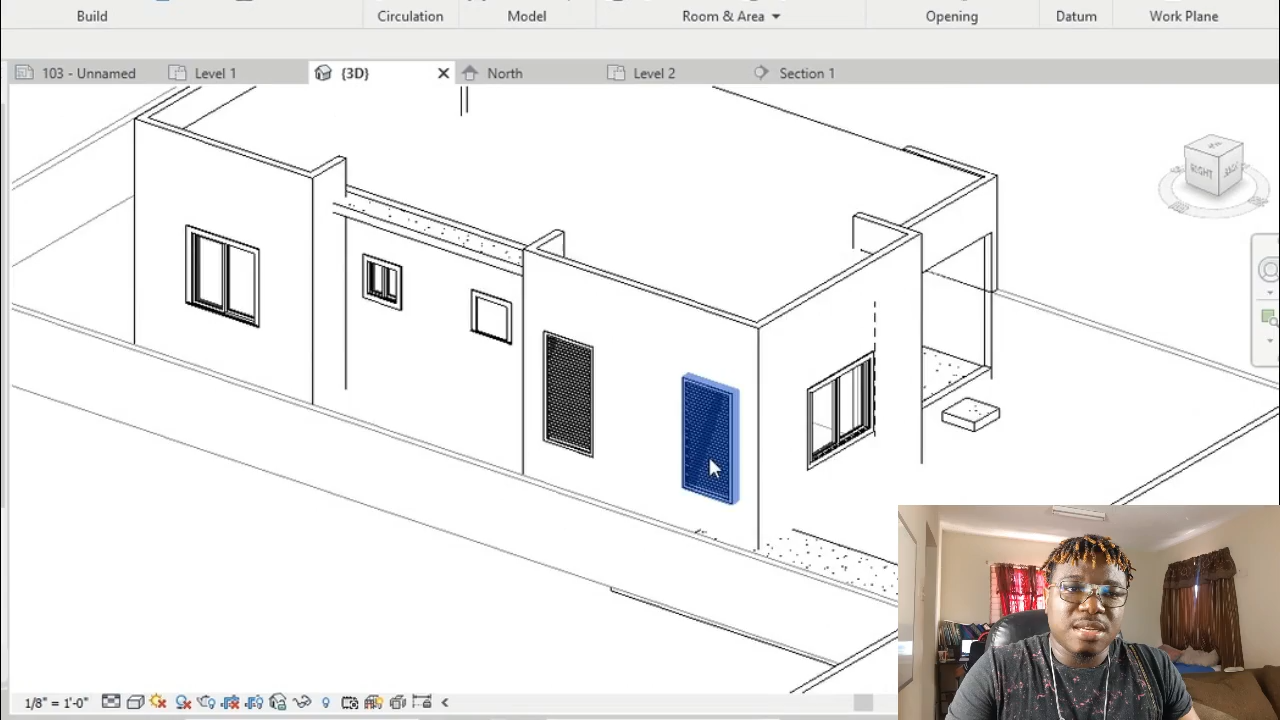 Build
Circulation
Model
Room & Area
Opening
Datum
Work Plane
103 - Unnamed
Level 1
{3D}
North
Level 2
Section 1
RIGHT
1/8" = 1'-0"